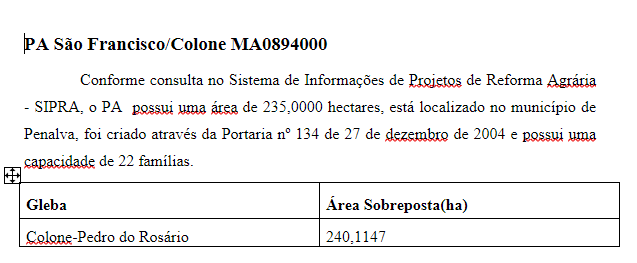 PA São Francisco/Colone MA0894000
Conforme consulta no Sistema de Informações de Projetos de Reforma Agrária
- SIPRA, o PA possui uma área de 235,0000 hectares, está localizado no município de
Penalva, foi criado através da Portaria nº 134 de 27 de dezembro de 2004 e possui uma
capacidade de 22 famílias.
Gleba Área Sobreposta(ha)
Colone-Pedro do Rosário 240,1147